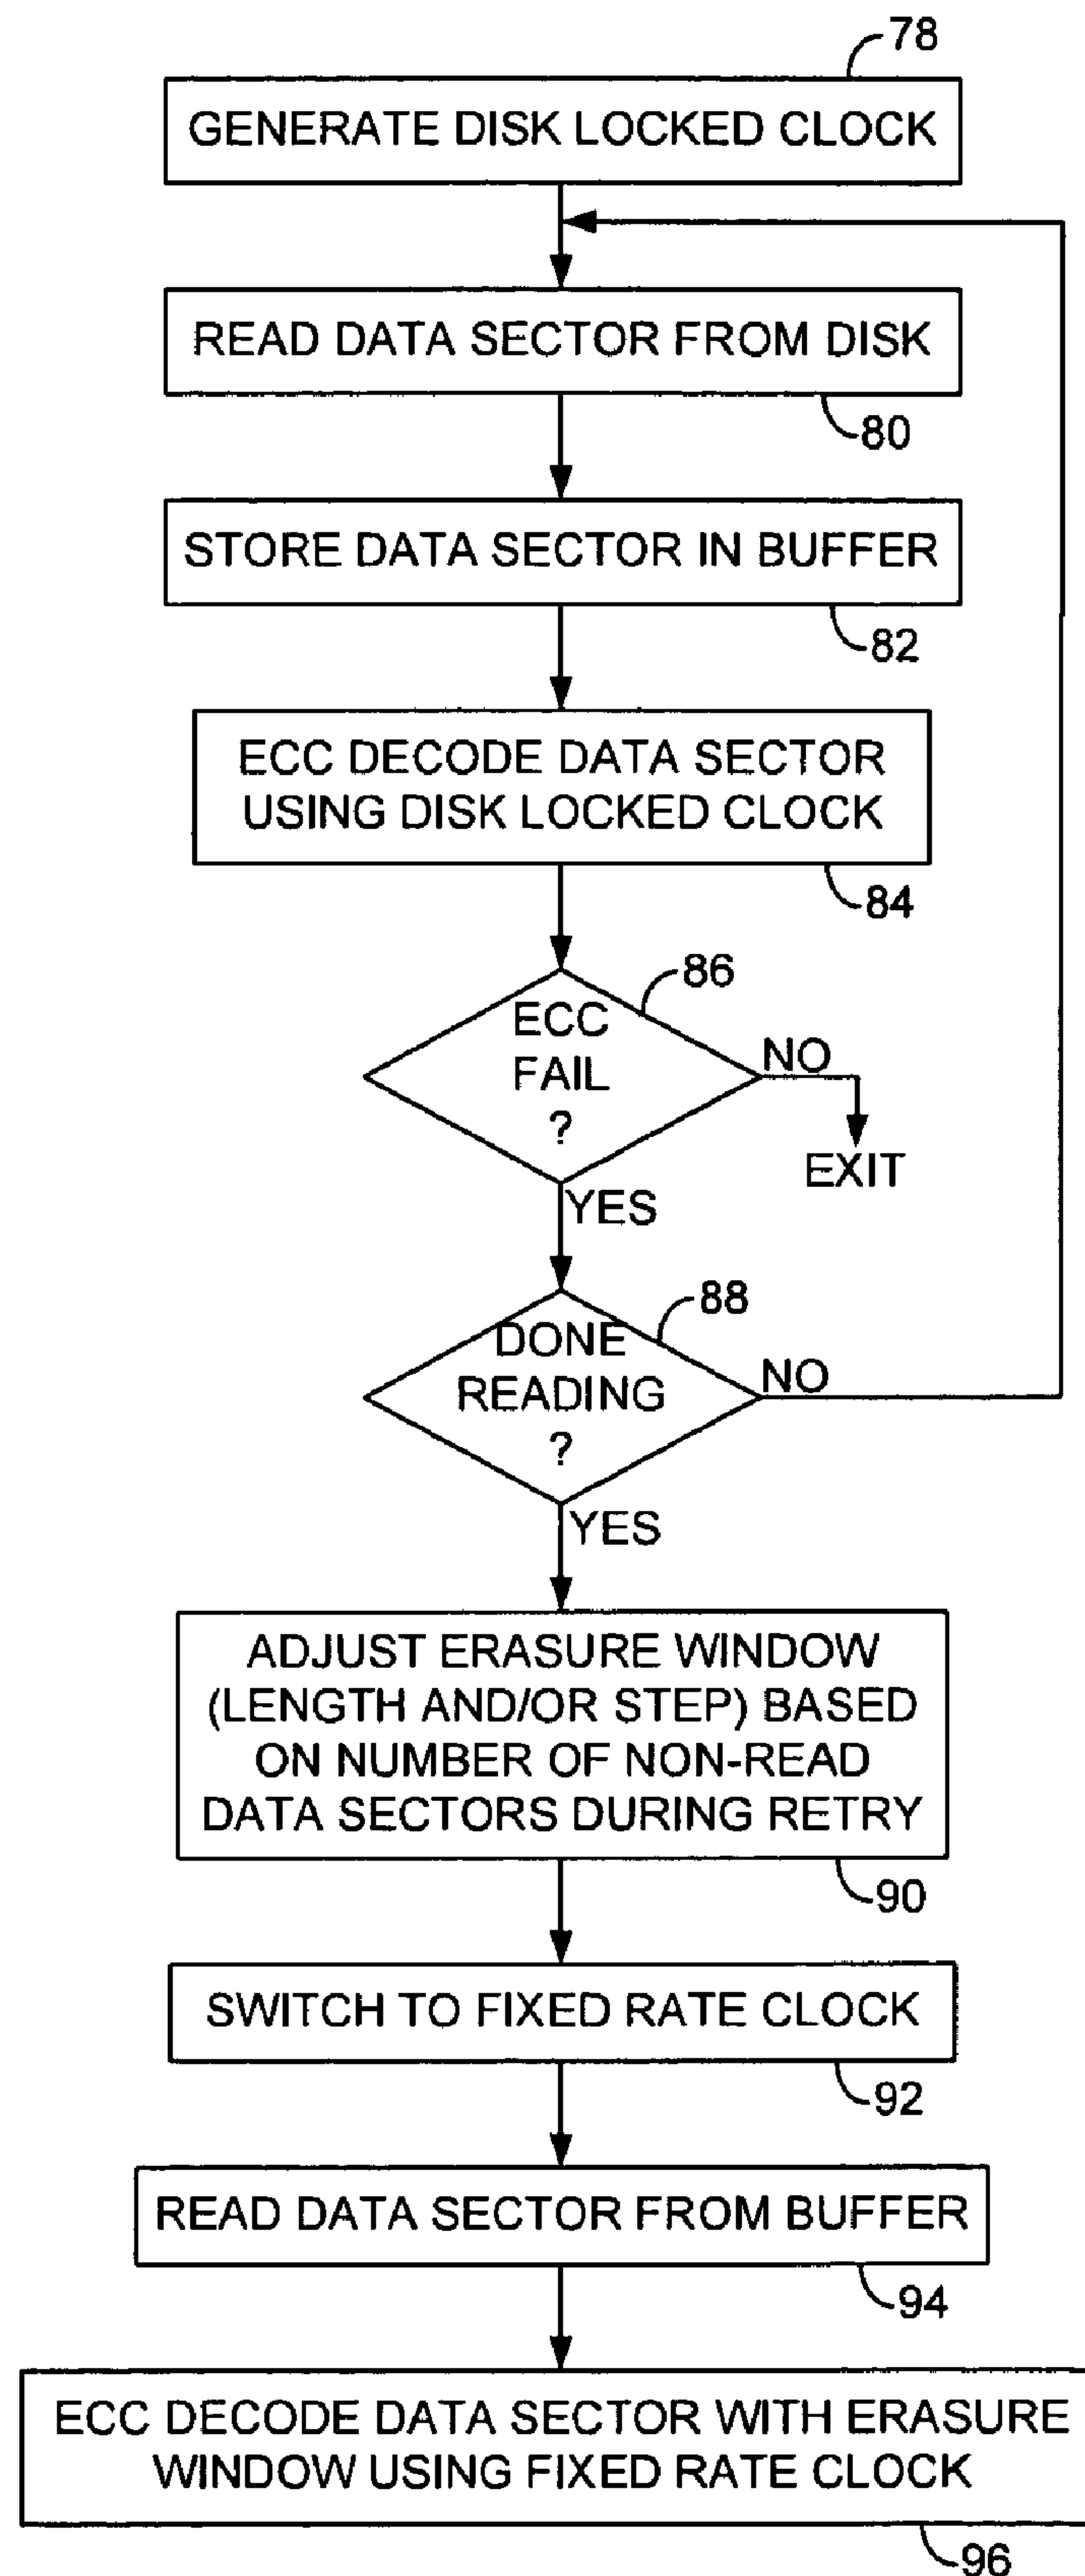 78
GENERATE DISK LOCKED CLOCK
READ DATA SECTOR FROM DISK
80
STORE DATA SECTOR IN BUFFER
82
ECC DECODE DATA SECTOR
USING DISK LOCKED CLOCK
84
86
ECC
FAIL
?
NO
EXIT
YES
88
DONE
READING
?
NO
YES
ADJUST ERASURE WINDOW
(LENGTH AND/OR STEP) BASED
ON NUMBER OF NON-READ
DATA SECTORS DURING RETRY
90
SWITCH TO FIXED RATE CLOCK
92
READ DATA SECTOR FROM BUFFER
94
ECC DECODE DATA SECTOR WITH ERASURE
WINDOW USING FIXED RATE CLOCK
96